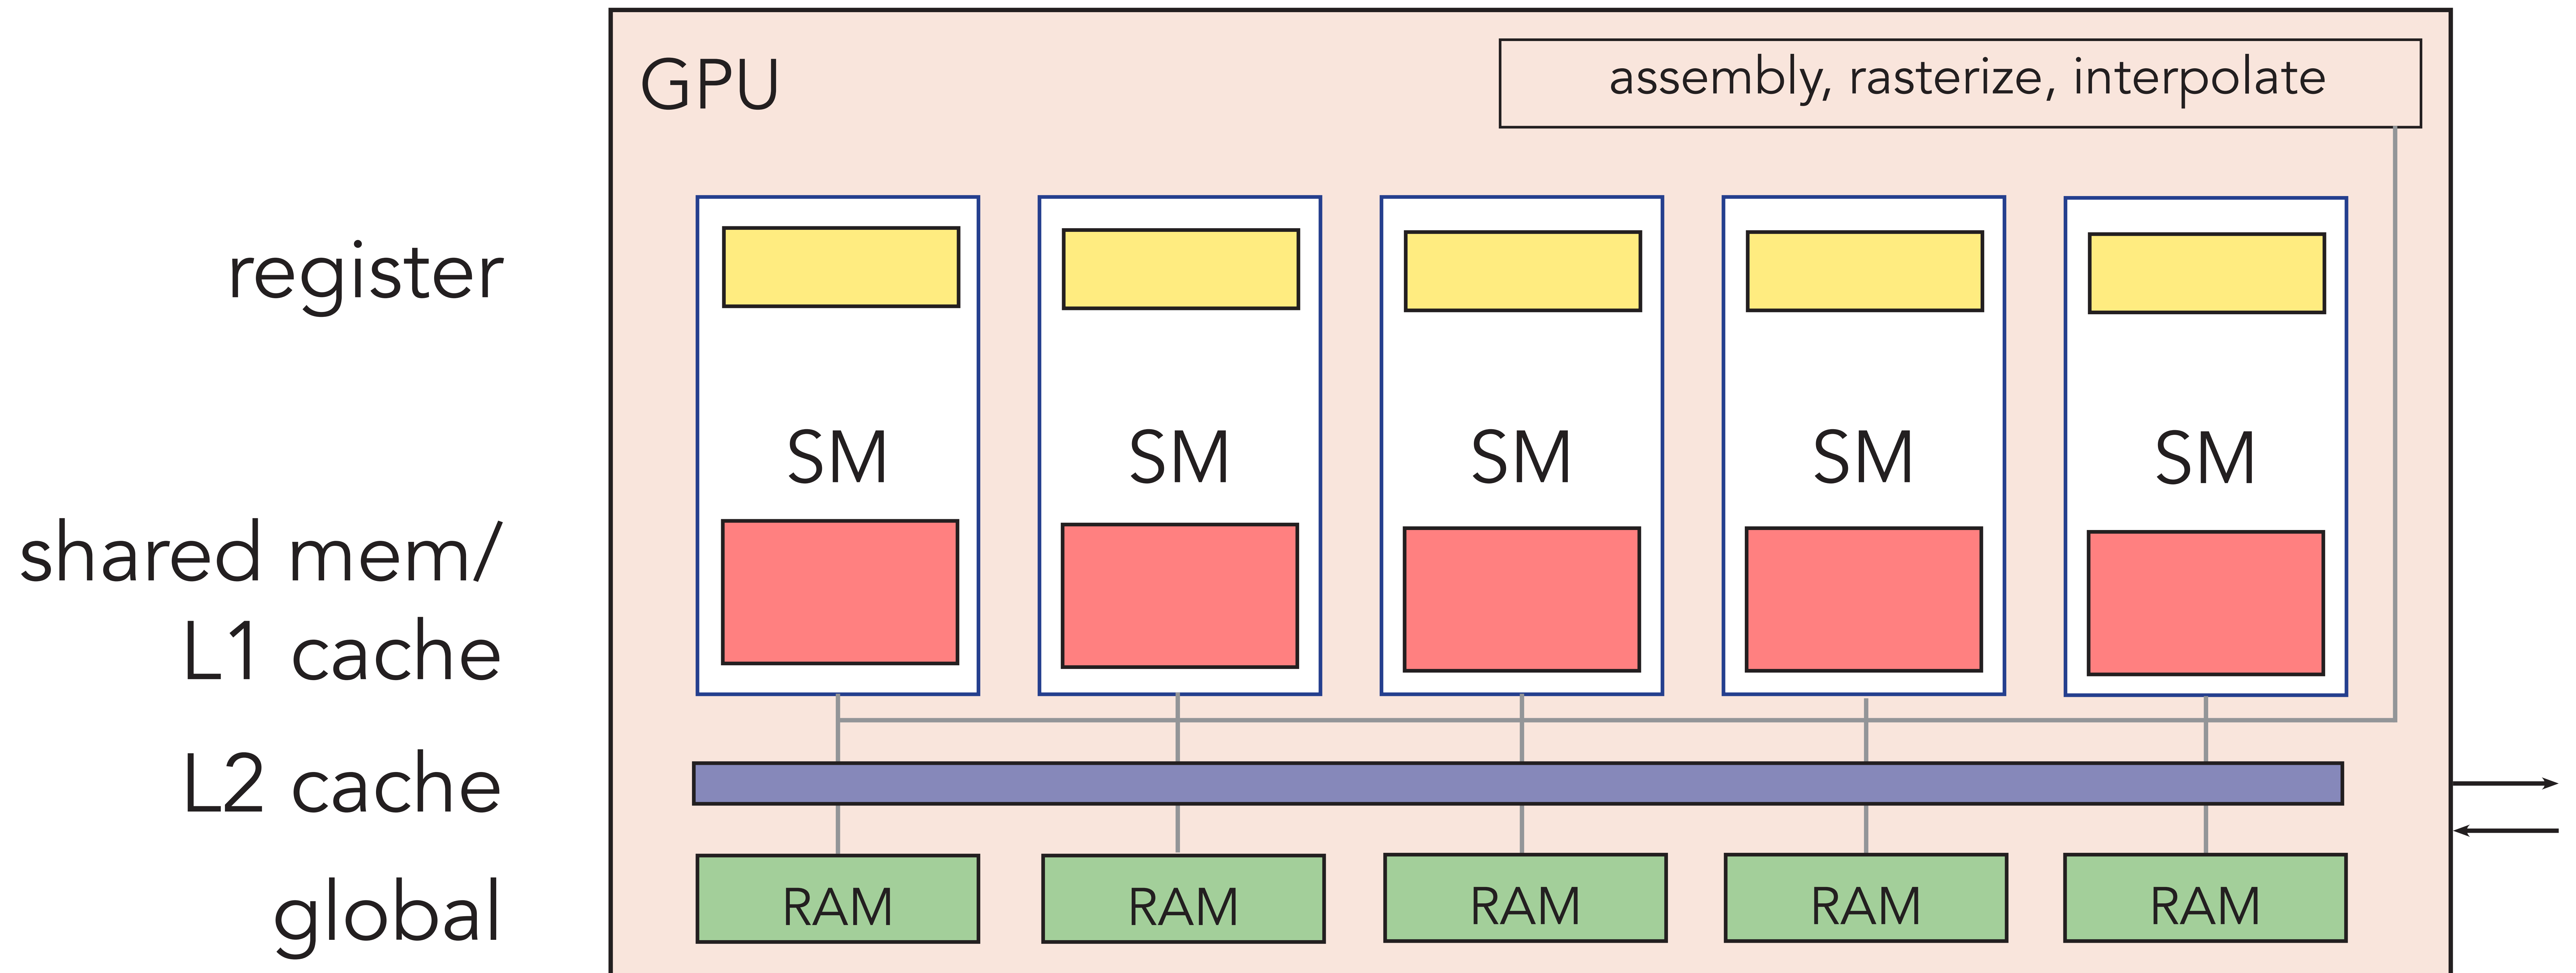 GPU
assembly, rasterize, interpolate
register
SM
SM
SM
SM
SM
shared mem/
L1 cache
L2 cache
global
RAM
RAM
RAM
RAM
RAM